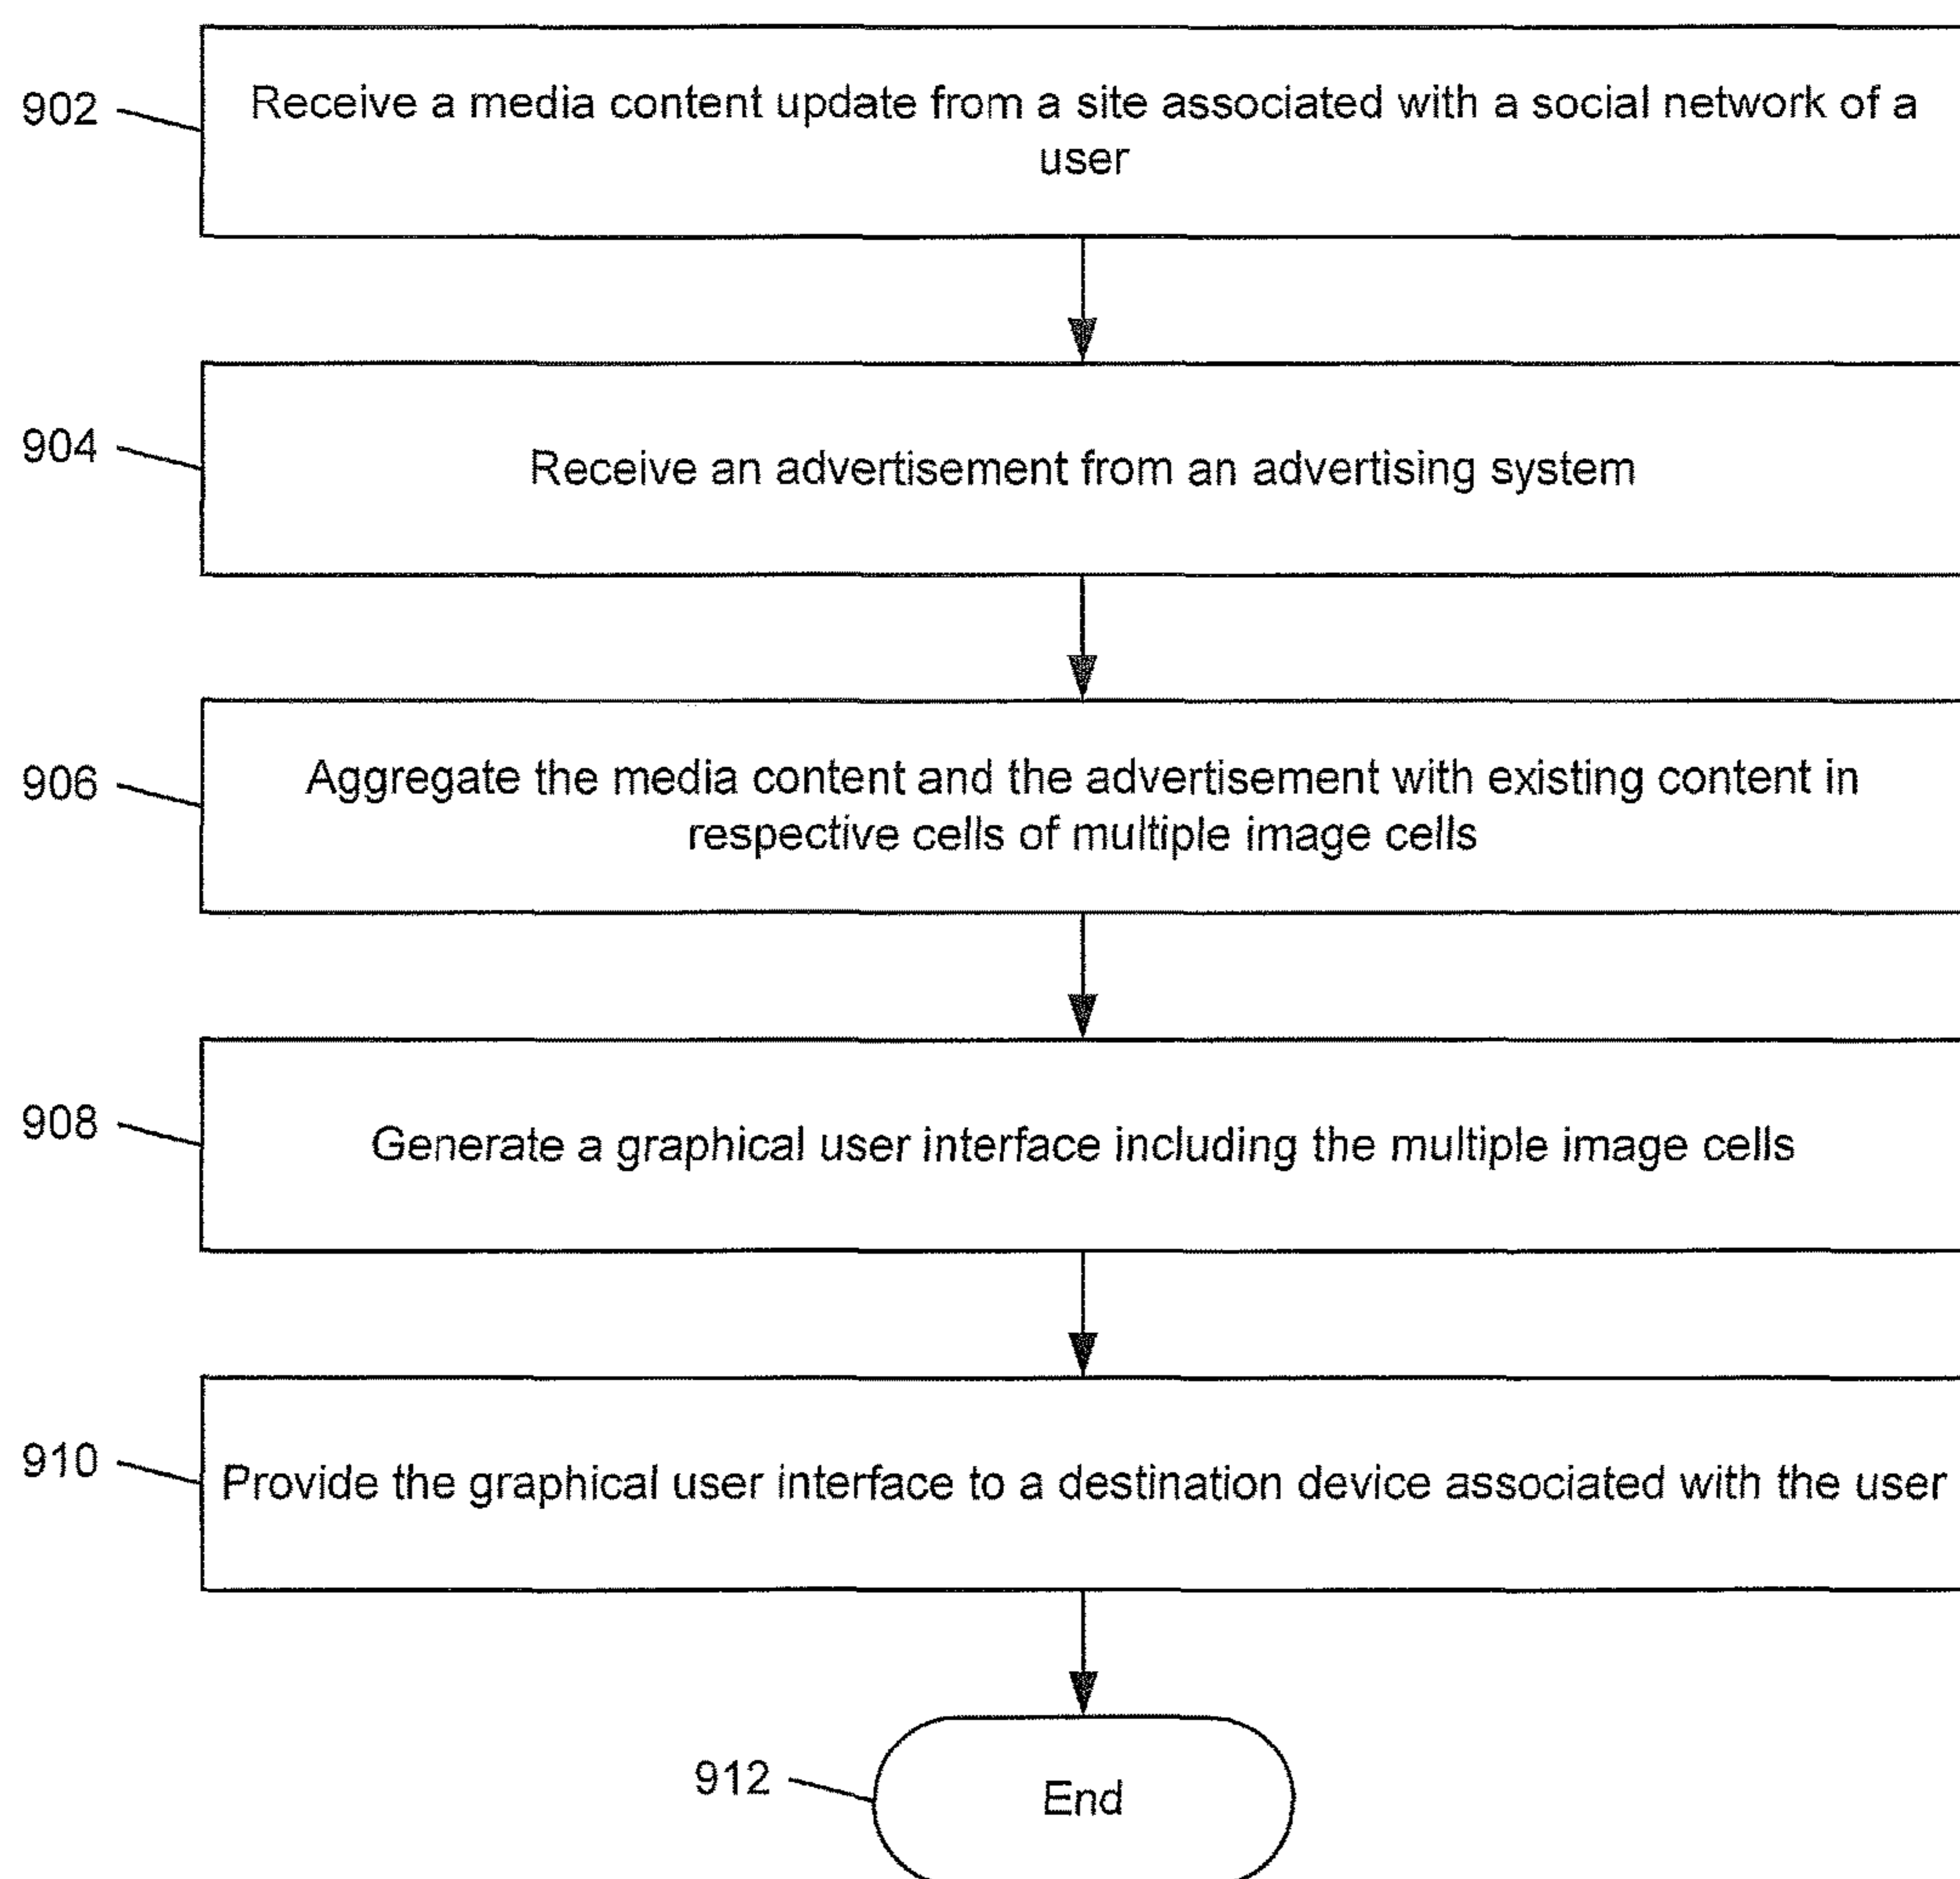 902
Receive a media content update from a site associated with a social network of a
user
904
Receive an advertisement from an advertising system
906
Aggregate the media content and the advertisement with existing content in
respective cells of multiple image cells
908
Generate a graphical user interface including the multiple image cells
910
Provide the graphical user interface to a destination device associated with the user
912
End